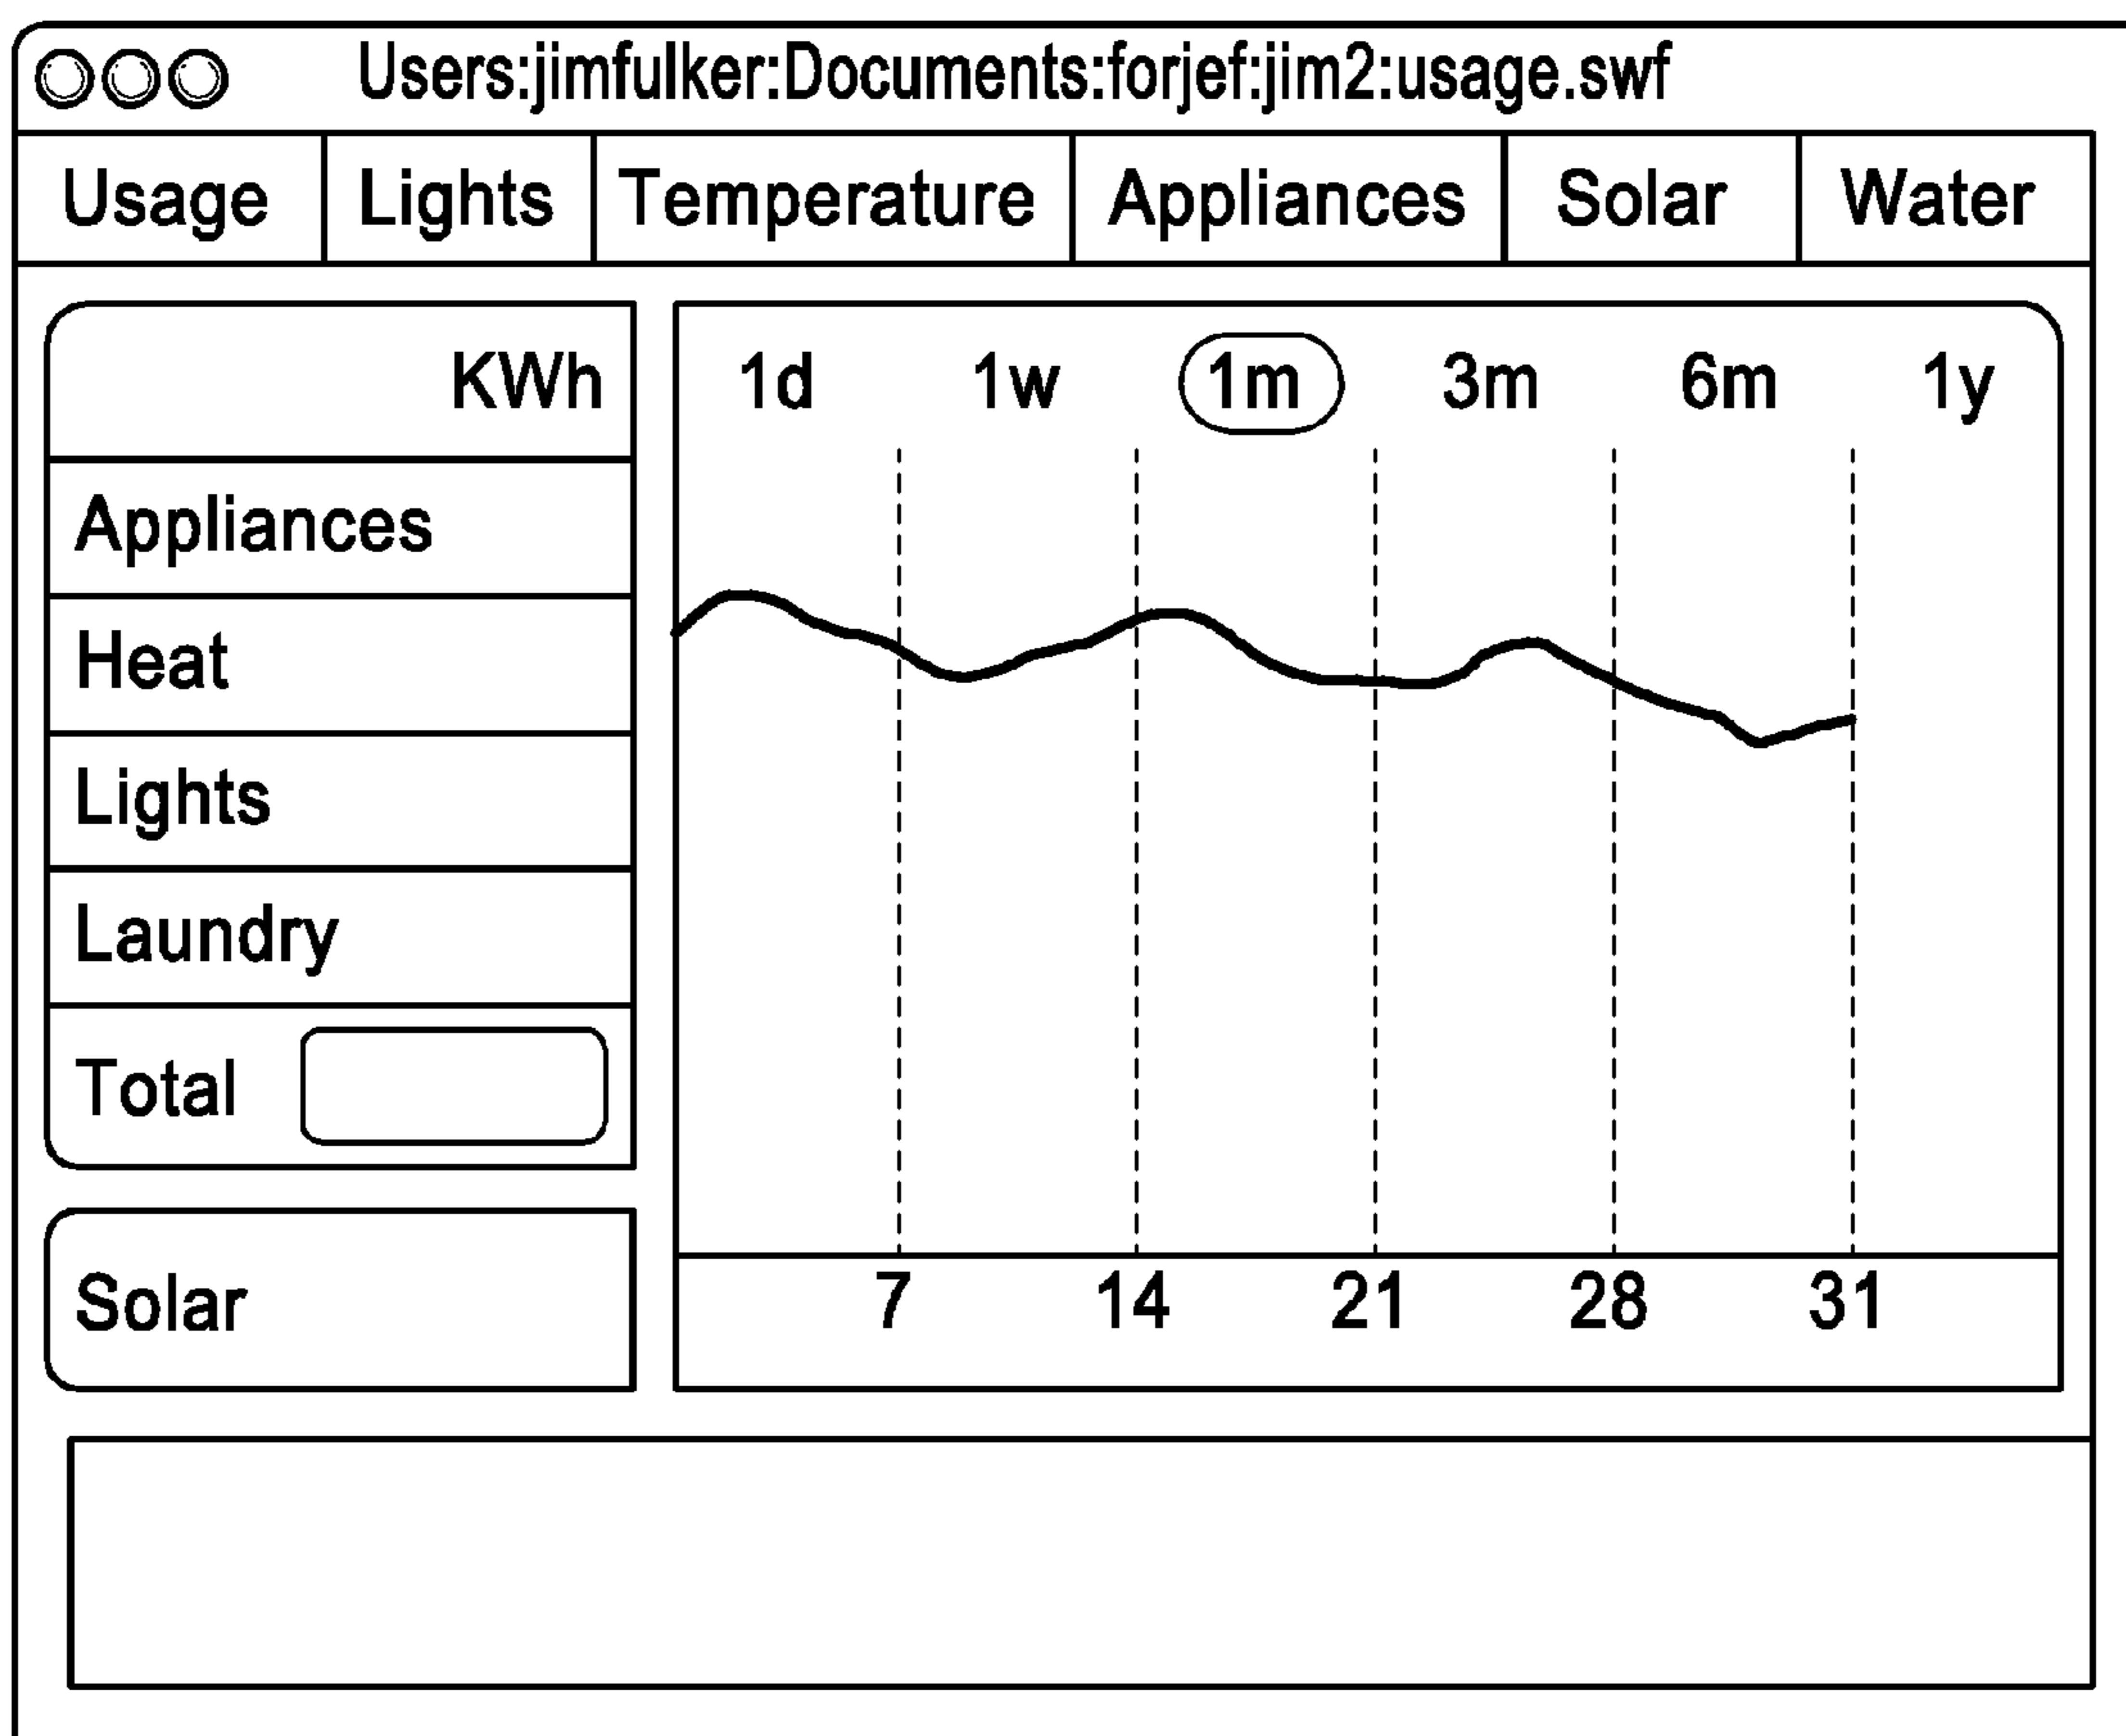 Users:jimfulker:Documents:forjef:jim2:usage.swf
Usage Lights Temperature Appliances Solar Water
KWh
Appliances
Heat
Lights
Laundry
Total
Solar
1d 1w 1m 3m 6m 1y
7 14 21 28 31